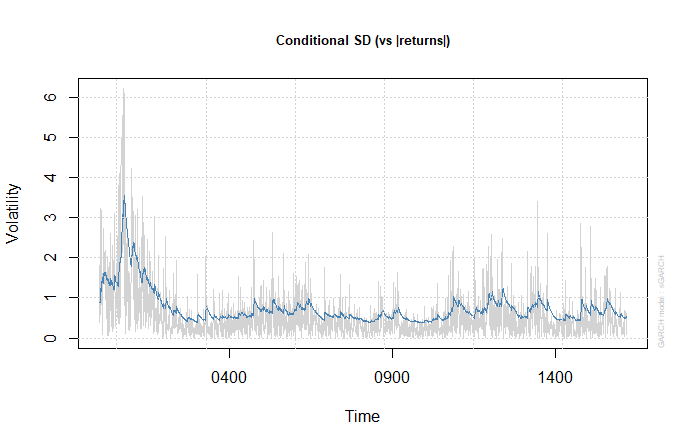 Conditional SD (vs |returns|)
Volatility
6
5
4
3
2
1
0
0400
0900
1400
Time
GARCH model : sGARCH